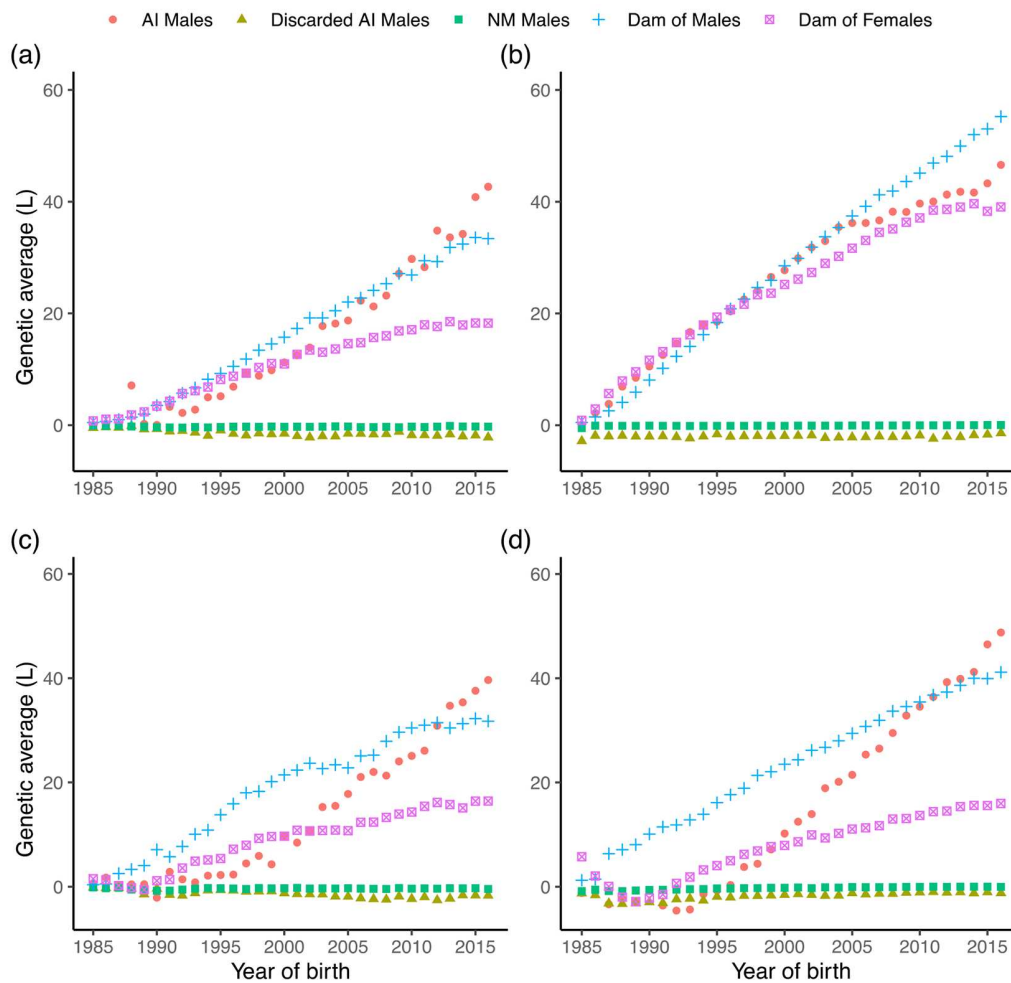 AI Males Discarded AI Males NM Males Dam of Males Dam of Females
(a) (b)
60 60
40 40
20 20
0 0
Genetic average (L)
1985 1990 1995 2000 2005 2010 2015 1985 1990 1995 2000 2005 2010 2015
(c) (d)
60 60
40 40
20 20
0 0
Genetic average (L)
1985 1990 1995 2000 2005 2010 2015 1985 1990 1995 2000 2005 2010 2015
Year of birth Year of birth